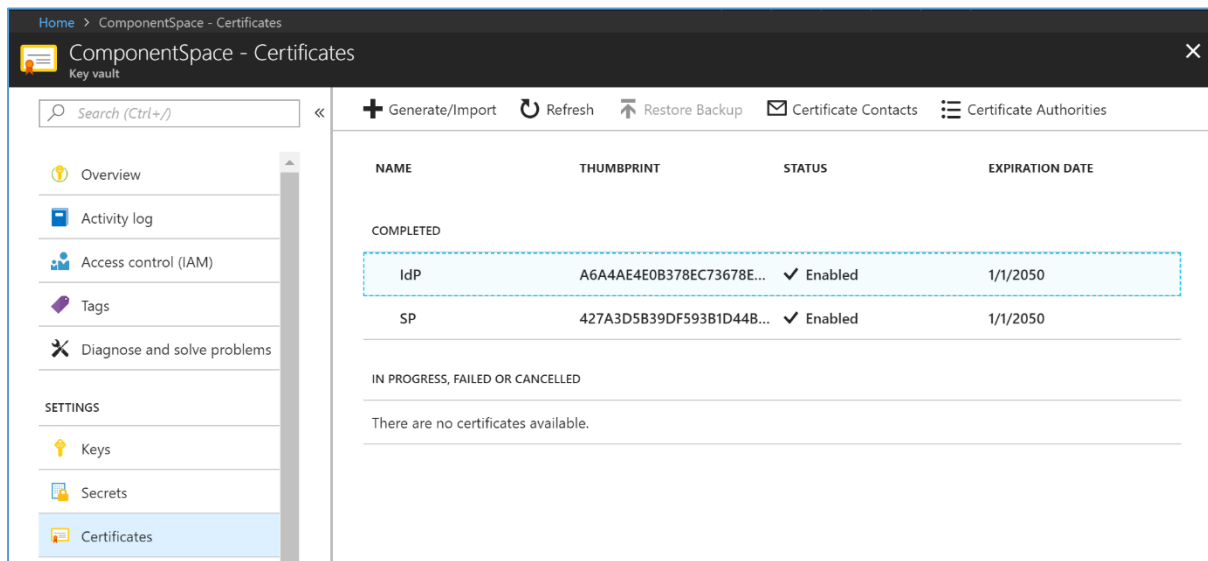 Home > ComponentSpace - Certificates
ComponentSpace - Certificates
Key vault
Search (Ctrl+/)
«
Overview
Activity log
Access control (IAM)
Tags
Diagnose and solve problems
SETTINGS
Keys
Secrets
Certificates
Generate/Import Refresh Restore Backup Certificate Contacts Certificate Authorities
NAME THUMBPRINT STATUS EXPIRATION DATE
COMPLETED
IdP A6A4AE4E0B378EC73678E... Enabled 1/1/2050
SP 427A3D5B39DF593B1D44B... Enabled 1/1/2050
IN PROGRESS, FAILED OR CANCELLED
There are no certificates available.